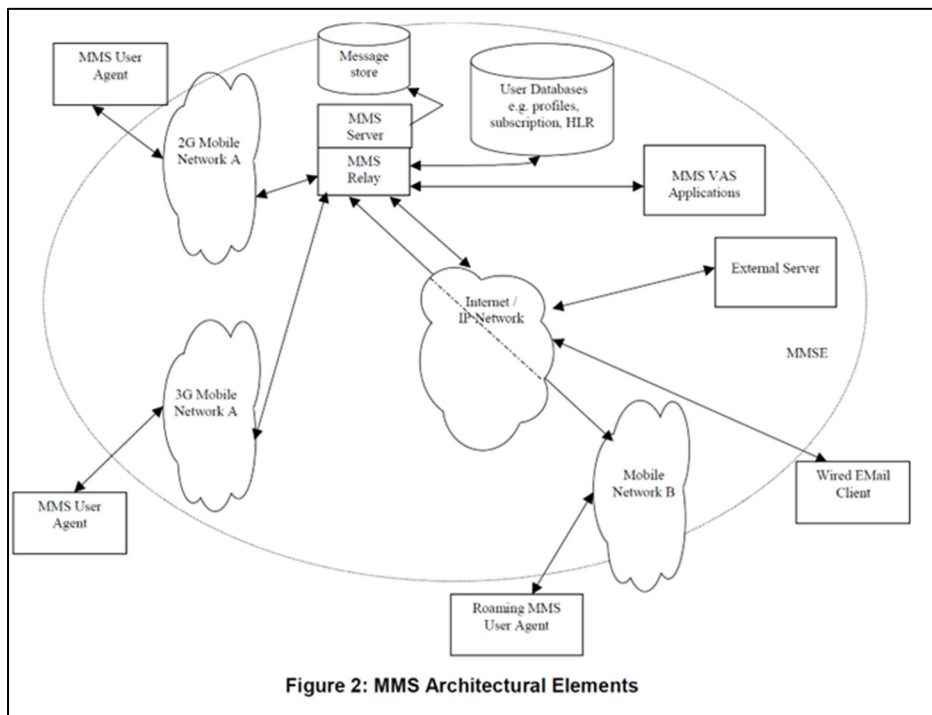 MMS User
Agent
Message
store
User Databases
e.g. profiles,
subscription, HLR
MMS
Server
2G Mobile
Network A
MMS
Relay
MMS VAS
Applications
External Server
Internet /
IP Network
MMSE
3G Mobile
Network A
Mobile
Network B
Wired EMail
Client
MMS User
Agent
Roaming MMS
User Agent
Figure 2: MMS Architectural Elements